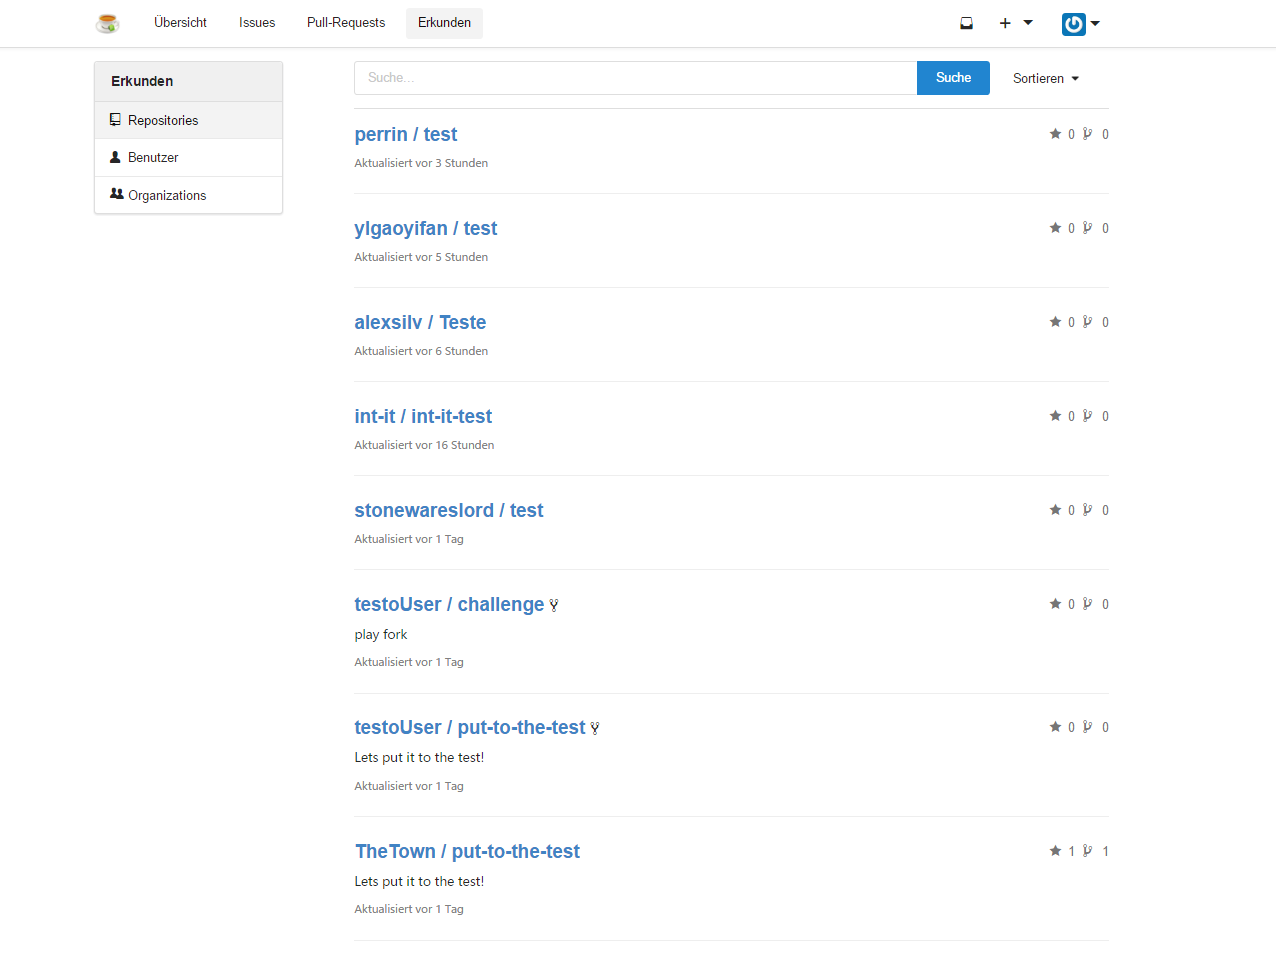 Übersicht Issues Pull-Requests Erkunden
Erkunden
Repositories
Benutzer
Organizations
Suche... Suche Sortieren
perrin / test 0 0
Aktualisiert vor 3 Stunden
ylgaoyifan / test 0 0
Aktualisiert vor 5 Stunden
alexsilv / Teste 0 0
Aktualisiert vor 6 Stunden
int-it / int-it-test 0 0
Aktualisiert vor 16 Stunden
stonewareslord / test 0 0
Aktualisiert vor 1 Tag
testoUser / challenge 0 0
play fork
Aktualisiert vor 1 Tag
testoUser / put-to-the-test 0 0
Lets put it to the test!
Aktualisiert vor 1 Tag
TheTown / put-to-the-test 1 1
Lets put it to the test!
Aktualisiert vor 1 Tag